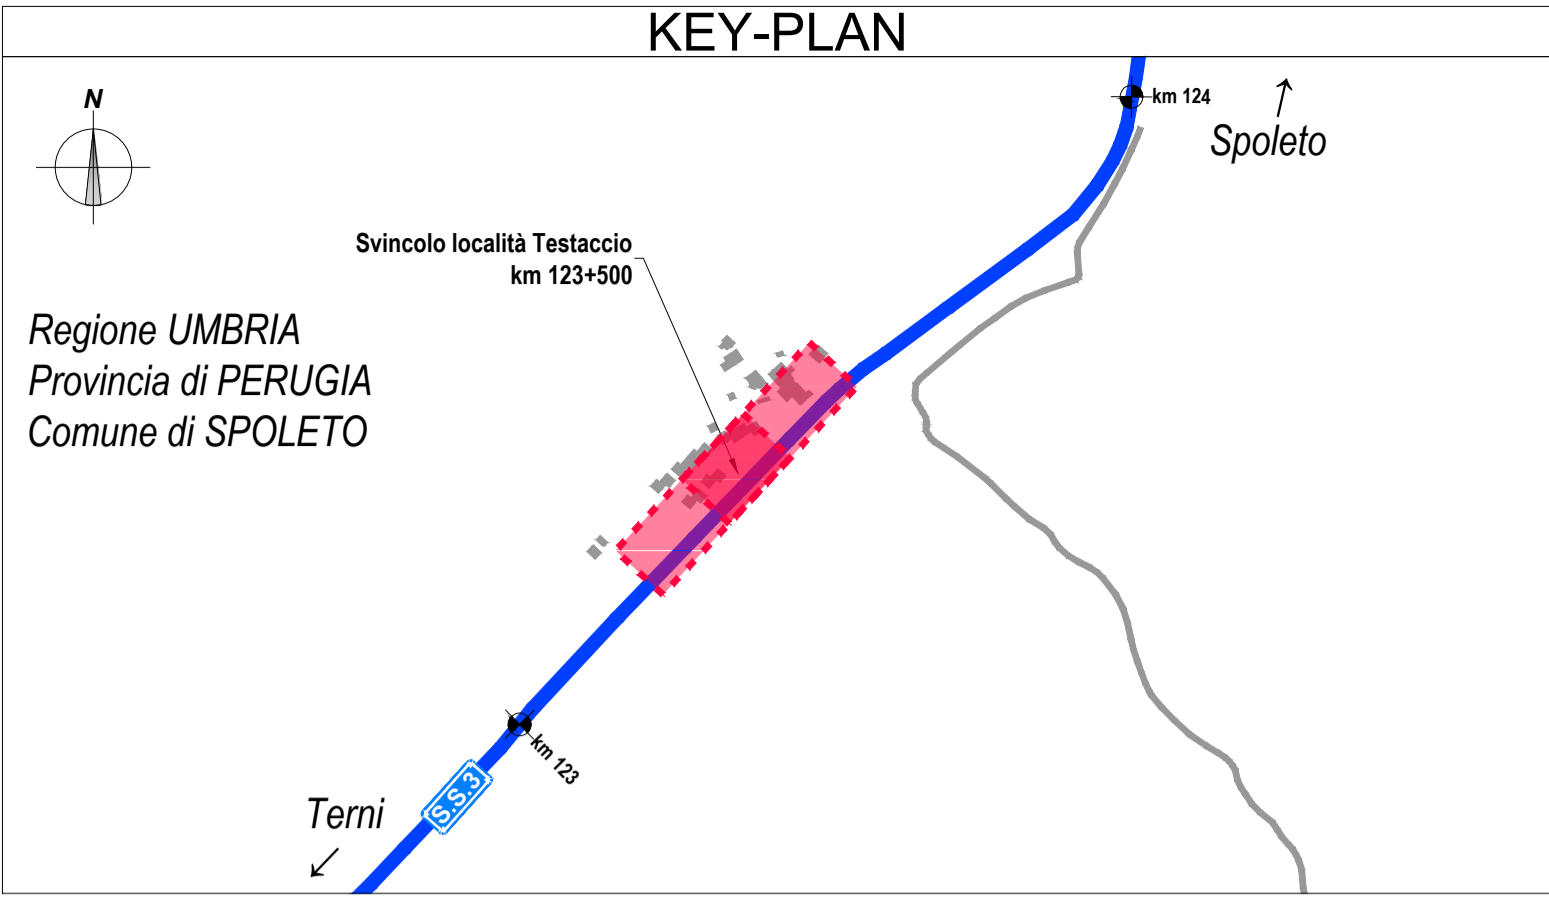 KEY-PLAN
N
km 124
Spoleto
Svincolo località Testaccio
km 123+500
Regione UMBRIA
Provincia di PERUGIA
Comune di SPOLETO
km 123
S.S.3
Terni